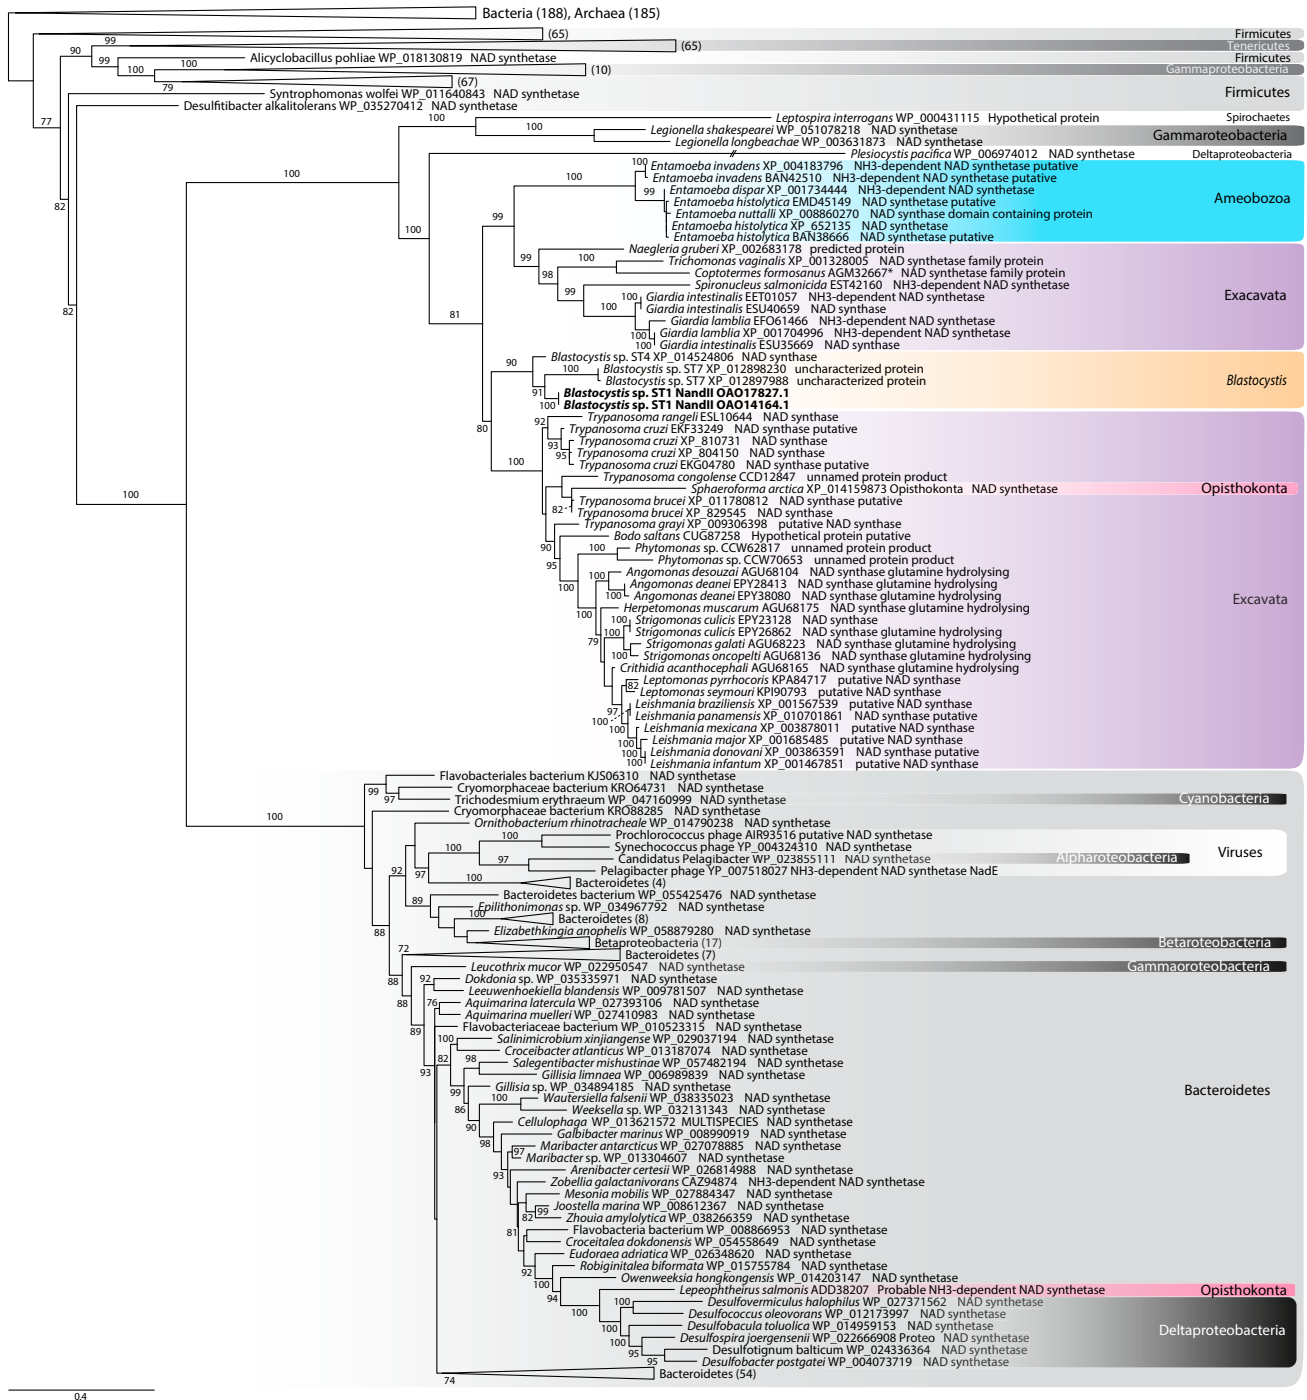 Bacteria (188), Archaea (185)
(65) Firmicutes
99 (65) Tenericutes
90
Alicyclobacillus pohliae WP_018130819 NAD synthetase Firmicutes
99 100 (10) Gammaproteobacteria
100 (67)
79
Syntrophomonas wolfei WP_011640843 NAD synthetase Firmicutes
Desulfitibacter alkalitolerans WP_035270412 NAD synthetase
77
100 Leptospira interrogans WP_000431115 Hypothetical protein Spirochaetes
100 Legionella shakespearei WP_051078218 NAD synthetase Gammaroteobacteria
Legionella longbeachae WP_003631873 NAD synthetase
Plesiocystis pacifica WP_006974012 NAD synthetase Deltaproteobacteria
100 Entamoeba invadens XP_004183796 NH3-dependent NAD synthetase putative
100 100 Entamoeba invadens BAN42510 NH3-dependent NAD synthetase putative
99 Entamoeba dispar XP_001734444 NH3-dependent NAD synthetase
Entamoeba histolytica EMD45149 NAD synthetase putative Ameobozoa
82
Entamoeba nuttalli XP_008860270 NAD synthase domain containing protein
99
Entamoeba histolytica XP_652135 NAD synthetase
100 Entamoeba histolytica BAN38666 NAD synthetase putative
Naegleria gruberi XP_002683178 predicted protein
99 100 Trichomonas vaginalis XP_001328005 NAD synthetase family protein
98 Coptotermes formosanus AGM32667* NAD synthetase family protein
99 Spironucleus salmonicida EST42160 NH3-dependent NAD synthetase
100 Giardia intestinalis EET01057 NH3-dependent NAD synthetase Exacavata
82 81 100 Giardia intestinalis ESU40659 NAD synthase
Giardia lamblia EFO61466 NH3-dependent NAD synthetase
100 Giardia lamblia XP_001704996 NH3-dependent NAD synthetase
100 Giardia intestinalis ESU35669 NAD synthase
90 Blastocystis sp. ST4 XP_014524806 NAD synthase
100 Blastocystis sp. ST7 XP_012898230 uncharacterized protein
Blastocystis sp. ST7 XP_012897988 uncharacterized protein Blastocystis
91 Blastocystis sp. ST1 NandII OAO17827.1
100 Blastocystis sp. ST1 NandII OAO14164.1
92 Trypanosoma rangeli ESL10644 NAD synthase
80 Trypanosoma cruzi EKF33249 NAD synthetase putative
93 Trypanosoma cruzi XP_810731 NAD synthase
95 Trypanosoma cruzi XP_804150 NAD synthase
100 Trypanosoma cruzi EKG04780 NAD synthase putative
Trypanosoma congolense CCD12847 unnamed protein product
Sphaeroforma arctica XP_014159873 Opisthokonta NAD synthetase Opisthokonta
100 Trypanosoma brucei XP_011780812 NAD synthase putative
82 Trypanosoma brucei XP_829545 NAD synthase
Trypanosoma grayi XP_009306398 putative NAD synthase
Bodo saltans CUG87258 Hypothetical protein putative
90 100 Phytomonas sp. CCW62817 unnamed protein product
95 Phytomonas sp. CCW70653 unnamed protein product
100 Angomonas desouzai AGU68104 NAD synthase glutamine hydrolysing
100 Angomonas deanei EPY28413 NAD synthase glutamine hydrolysing
100 Angomonas deanei EPY38080 NAD synthase glutamine hydrolysing Excavata
100 Herpetomonas muscarum AGU68175 NAD synthase glutamine hydrolysing
100 Strigomonas culicis EPY23128 NAD synthase
79 100 Strigomonas culicis EPY26862 NAD synthase glutamine hydrolysing
Strigomonas galati AGU68223 NAD synthase glutamine hydrolysing
100 Strigomonas oncopelti AGU68136 NAD synthase glutamine hydrolysing
Crithidia acanthocephali AGU68165 NAD synthase glutamine hydrolysing
82 Leptomonas pyrrhocoris KPA84717 putative NAD synthase
Leptomonas seymouri KPI90793 putative NAD synthase
97 Leishmania braziliensis XP_001567539 putative NAD synthase
100 Leishmania panamensis XP_010701861 NAD synthase putative
100 Leishmania mexicana XP_003878011 putative NAD synthase
100 Leishmania major XP_001685485 putative NAD synthase
100 Leishmania donovani XP_003863591 NAD synthase putative
100 Leishmania infantum XP_001467851 putative NAD synthase
Flavobacteriales bacterium KJS06310 NAD synthetase
99 Cryomorphaceae bacterium KRO64731 NAD synthetase
97 Trichodesmium erythraeum WP_047160999 NAD synthetase Cyanobacteria
100 Cryomorphaceae bacterium KRO88285 NAD synthetase
Ornithobacterium rhinotracheale WP_014790238 NAD synthetase
100 Prochlorococcus phage AIR93516 putative NAD synthetase
100 Synechococcus phage YP_004324310 NAD synthetase Viruses
97 Candidatus Pelagibacter WP_023855111 NAD synthetase Alpharoteobacteria
92 97 Pelagibacter phage YP_007518027 NH3-dependent NAD synthetase NadE
100 Bacteroidetes (4)
89 Bacteroidetes bacterium WP_055425476 NAD synthetase
Epilithonimonas sp. WP_034967792 NAD synthetase
100 Bacteroidetes (8)
88 Elizabethkingia anophelis WP_058879280 NAD synthetase
Betaproteobacteria (17) Betaroteobacteria
72 Bacteroidetes (7)
Leucothrix mucor WP_022950547 NAD synthetase Gammaoroteobacteria
88 92 Dokdonia sp. WP_035335971 NAD synthetase
Leeuwenhoekiella blandensis WP_009781507 NAD synthetase
88 76 Aquimarina latercula WP_027393106 NAD synthetase
Aquimarina muelleri WP_027410983 NAD synthetase
89 Flavobacteriaceae bacterium WP_010523315 NAD synthetase
100 Salinimicrobium xinjiangense WP_029037194 NAD synthetase
Croceibacter atlanticus WP_013187074 NAD synthetase
82 98 Salegentibacter mishustinae WP_057482194 NAD synthetase
93 Gillisia limnaea WP_006989839 NAD synthetase
99 Gillisia sp. WP_034894185 NAD synthetase Bacteroidetes
100 Wautersiella falsenii WP_038335023 NAD synthetase
86 Weeksella sp. WP_032131343 NAD synthetase
90 Cellulophaga WP_013621572 MULTISPECIES NAD synthetase
98 Galbibacter marinus WP_008990919 NAD synthetase
97 Maribacter antarcticus WP_027078885 NAD synthetase
Maribacter sp. WP_013304607 NAD synthetase
93 Arenibacter certesii WP_026814988 NAD synthetase
Zobellia galactanivorans CAZ94874 NH3-dependent NAD synthetase
Mesonia mobilis WP_027884347 NAD synthetase
99 Joostella marina WP_008612367 NAD synthetase
82 Zhouia amylolytica WP_038266359 NAD synthetase
81 Flavobacteria bacterium WP_008866953 NAD synthetase
Croceitalea dokdonensis WP_054558649 NAD synthetase
Eudoraea adriatica WP_026348620 NAD synthetase
92 Robiginitalea biformata WP_015755784 NAD synthetase
100 Owenweeksia hongkongensis WP_014203147 NAD synthetase
94 Lepeophtheirus salmonis ADD38207 Probable NH3-dependent NAD synthetase Opisthokonta
100 100 Desulfovermiculus halophilus WP_027371562 NAD synthetase
Desulfococcus oleovorans WP_012173997 NAD synthetase
100 Desulfobacula toluolica WP_014959153 NAD synthetase Deltaproteobacteria
100 Desulfospira joergensenii WP_022666908 Proteo NAD synthetase
95 Desulfotignum balticum WP_024336364 NAD synthetase
95 Desulfobacter postgatei WP_004073719 NAD synthetase
74 Bacteroidetes (54)
0.4